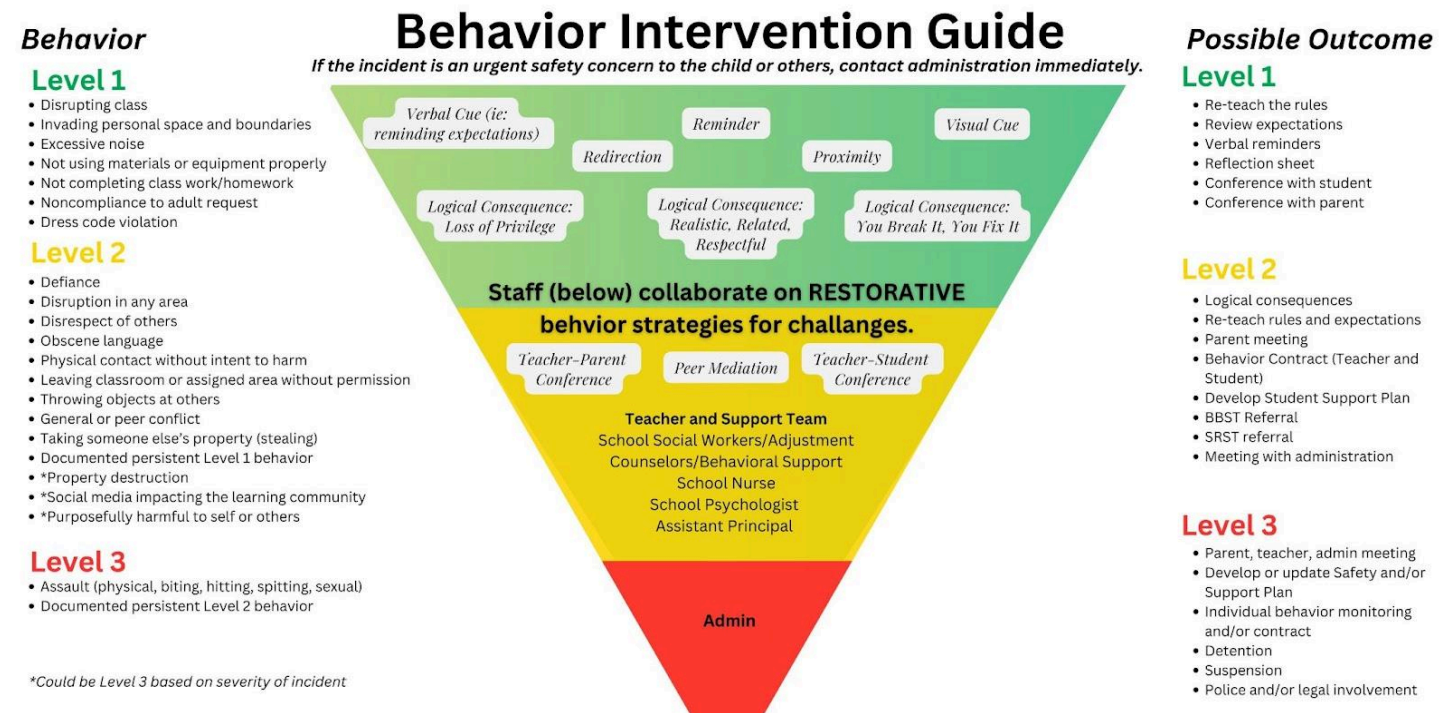 Behavior Intervention Guide
If the incident is an urgent safety concern to the child or others, contact administration immediately.
Behavior
Level 1
• Disrupting class
• Invading personal space and boundaries
• Excessive noise
• Not using materials or equipment properly
• Not completing class work/homework
• Noncompliance to adult request
• Dress code violation
Level 2
• Defiance
• Disruption in any area
• Disrespect of others
• Obscene language
• Physical contact without intent to harm
• Leaving classroom or assigned area without permission
• Throwing objects at others
• General or peer conflict
• Taking someone else's property (stealing)
• Documented persistent Level 1 behavior
• *Property destruction
• *Social media impacting the learning community
• *Purposefully harmful to self or others
Level 3
• Assault (physical, biting, hitting, spitting, sexual)
• Documented persistent Level 2 behavior
*Could be Level 3 based on severity of incident
Verbal Cue (ie:
reminding expectations)
Reminder
Visual Cue
Redirection
Proximity
Logical Consequence:
Loss of Privilege
Logical Consequence:
Realistic, Related,
Respectful
Logical Consequence:
You Break It, You Fix It
Staff (below) collaborate on RESTORATIVE
behvior strategies for challanges.
Teacher-Parent
Conference
Peer Mediation
Teacher-Student
Conference
Teacher and Support Team
School Social Workers/Adjustment
Counselors/Behavioral Support
School Nurse
School Psychologist
Assistant Principal
Admin
Possible Outcome
Level 1
• Re-teach the rules
• Review expectations
• Verbal reminders
• Reflection sheet
• Conference with student
• Conference with parent
Level 2
• Logical consequences
• Re-teach rules and expectations
• Parent meeting
• Behavior Contract (Teacher and
Student)
• Develop Student Support Plan
• BBST Referral
• SRST referral
• Meeting with administration
Level 3
• Parent, teacher, admin meeting
• Develop or update Safety and/or
Support Plan
• Individual behavior monitoring
and/or contract
• Detention
• Suspension
• Police and/or legal involvement